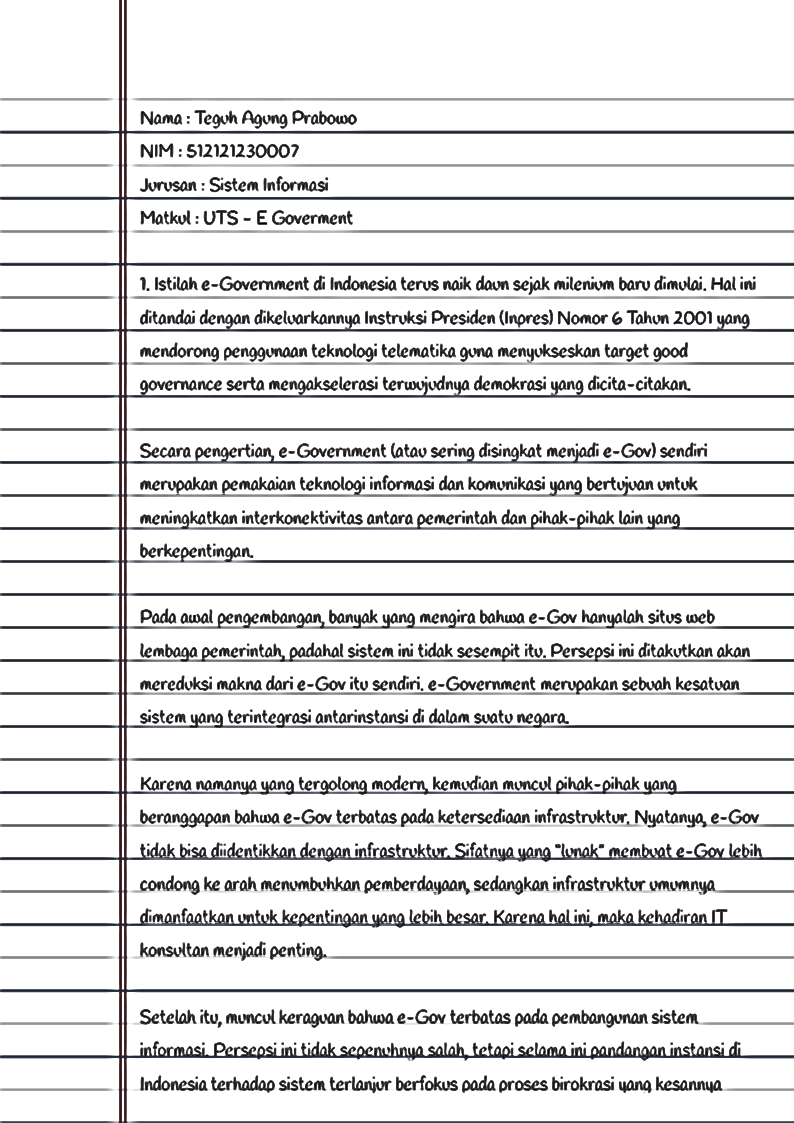 Nama : Teguh Agung Prabowo
NIM : 512121230007
Jurusan : Sistem Informasi
Matkul : UTS - E Goverment
1. Istilah e-Government di Indonesia terus naik daun sejak milenium baru dimulai. Hal ini
ditandai dengan dikeluarkannya Instruksi Presiden (Inpres) Nomor 6 Tahun 2001 yang
mendorong penggunaan teknologi telematika guna menyukseskan target good
governance serta mengakselerasi terwujudnya demokrasi yang dicita-citakan.
Secara pengertian, e-Government (atau sering disingkat menjadi e-Gov) sendiri
merupakan pemakaian teknologi informasi dan komunikasi yang bertujuan untuk
meningkatkan interkonektivitas antara pemerintah dan pihak-pihak lain yang
berkepentingan.
Pada awal pengembangan, banyak yang mengira bahwa e-Gov hanyalah situs web
lembaga pemerintah, padahal sistem ini tidak sesempit itu. Persepsi ini ditakutkan akan
mereduksi makna dari e-Gov itu sendiri. e-Government merupakan sebuah kesatuan
sistem yang terintegrasi antarinstansi di dalam suatu negara.
Karena namanya yang tergolong modern, kemudian muncul pihak-pihak yang
beranggapan bahwa e-Gov terbatas pada ketersediaan infrastruktur. Nyatanya, e-Gov
tidak bisa diidentikkan dengan infrastruktur. Sifatnya yang "lunak" membuat e-Gov lebih
condong ke arah menumbuhkan pemberdayaan, sedangkan infrastruktur umumnya
dimanfaatkan untuk kepentingan yang lebih besar. Karena hal ini, maka kehadiran IT
konsultan menjadi penting.
Setelah itu, muncul keraguan bahwa e-Gov terbatas pada pembangunan sistem
informasi. Persepsi ini tidak sepenuhnya salah, tetapi selama ini pandangan instansi di
Indonesia terhadap sistem terlanjur berfokus pada proses birokrasi yang kesannya